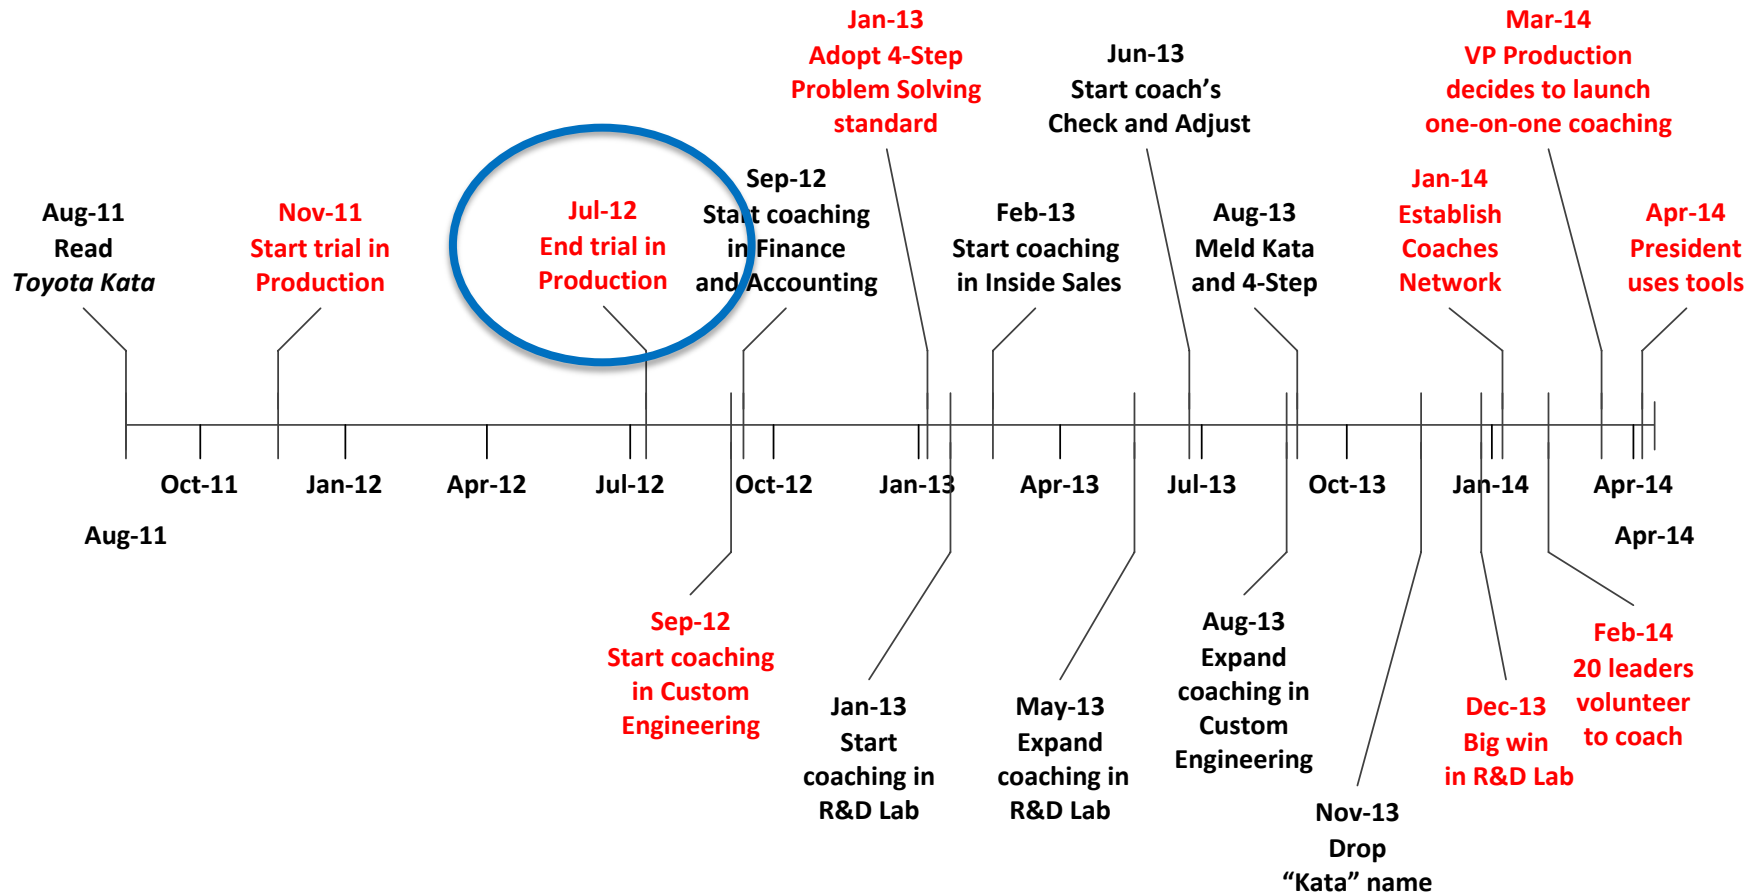 Jan-13
Adopt 4-Step
Problem Solving
standard
Jun-13
Start coach’s
Check and Adjust
Mar-14
VP Production
decides to launch
one-on-one coaching
Aug-11
Read
Toyota Kata
Nov-11
Start trial in
Production
Jul-12
End trial in
Production
Sep-12
Start coaching
in Finance
and Accounting
Feb-13
Start coaching
in Inside Sales
Aug-13
Meld Kata
and 4-Step
Jan-14
Establish
Coaches
Network
Apr-14
President
uses tools
Oct-11
Jan-12
Apr-12
Jul-12
Oct-12
Jan-13
Apr-13
Jul-13
Oct-13
Jan-14
Apr-14
Aug-11
Apr-14
Sep-12
Start coaching
in Custom
Engineering
Jan-13
Start
coaching in
R&D Lab
May-13
Expand
coaching in
R&D Lab
Aug-13
Expand
coaching in
Custom
Engineering
Nov-13
Drop
“Kata” name
Dec-13
Big win
in R&D Lab
Feb-14
20 leaders
volunteer
to coach